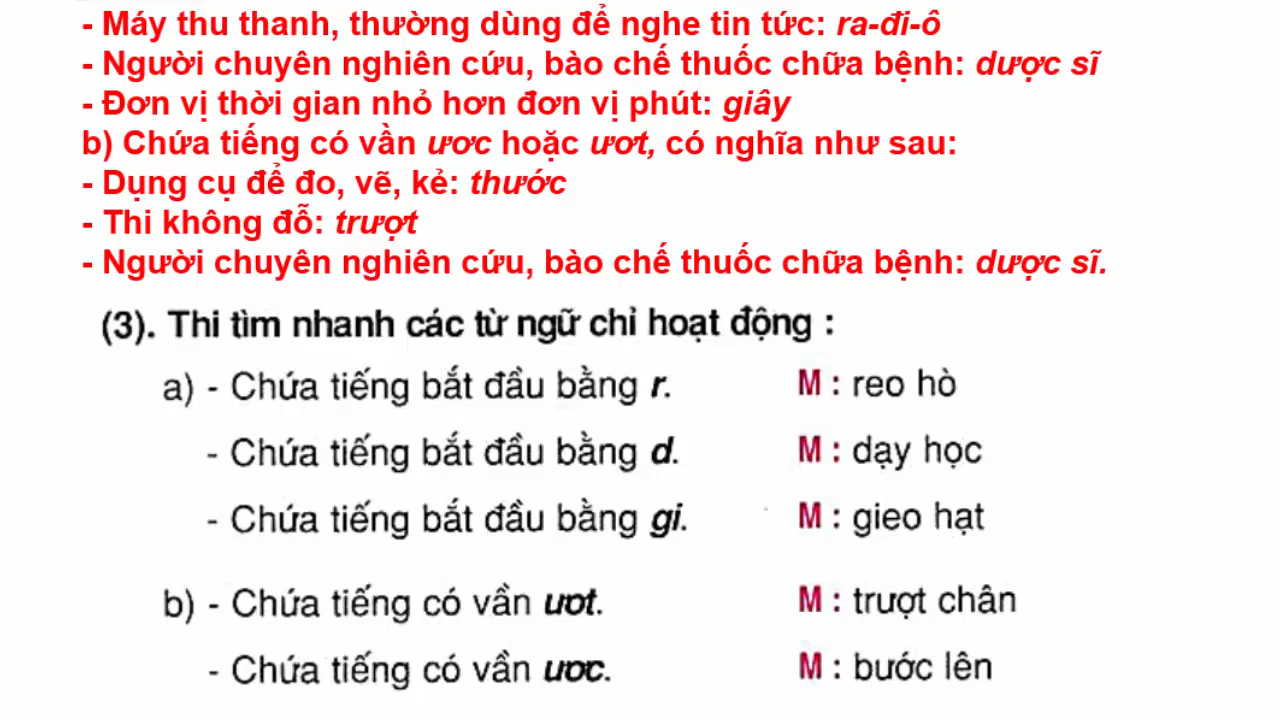 - Máy thu thanh, thường dùng để nghe tin tức: ra-đi-ô
- Người chuyên nghiên cứu, bào chế thuốc chữa bệnh: dược sĩ
- Đơn vị thời gian nhỏ hơn đơn vị phút: giây
b) Chứa tiếng có vần ươc hoặc ươt, có nghĩa như sau:
- Dụng cụ để đo, vẽ, kẻ: thước
- Thi không đỗ: trượt
- Người chuyên nghiên cứu, bào chế thuốc chữa bệnh: dược sĩ.
(3). Thi tìm nhanh các từ ngữ chỉ hoạt động :
a) - Chứa tiếng bắt đầu bằng r. M : reo hò
- Chứa tiếng bắt đầu bằng d. M : dạy học
- Chứa tiếng bắt đầu bằng gi. M : gieo hạt
b) - Chứa tiếng có vần ươt. M : trượt chân
- Chứa tiếng có vần ươc. M : bước lên